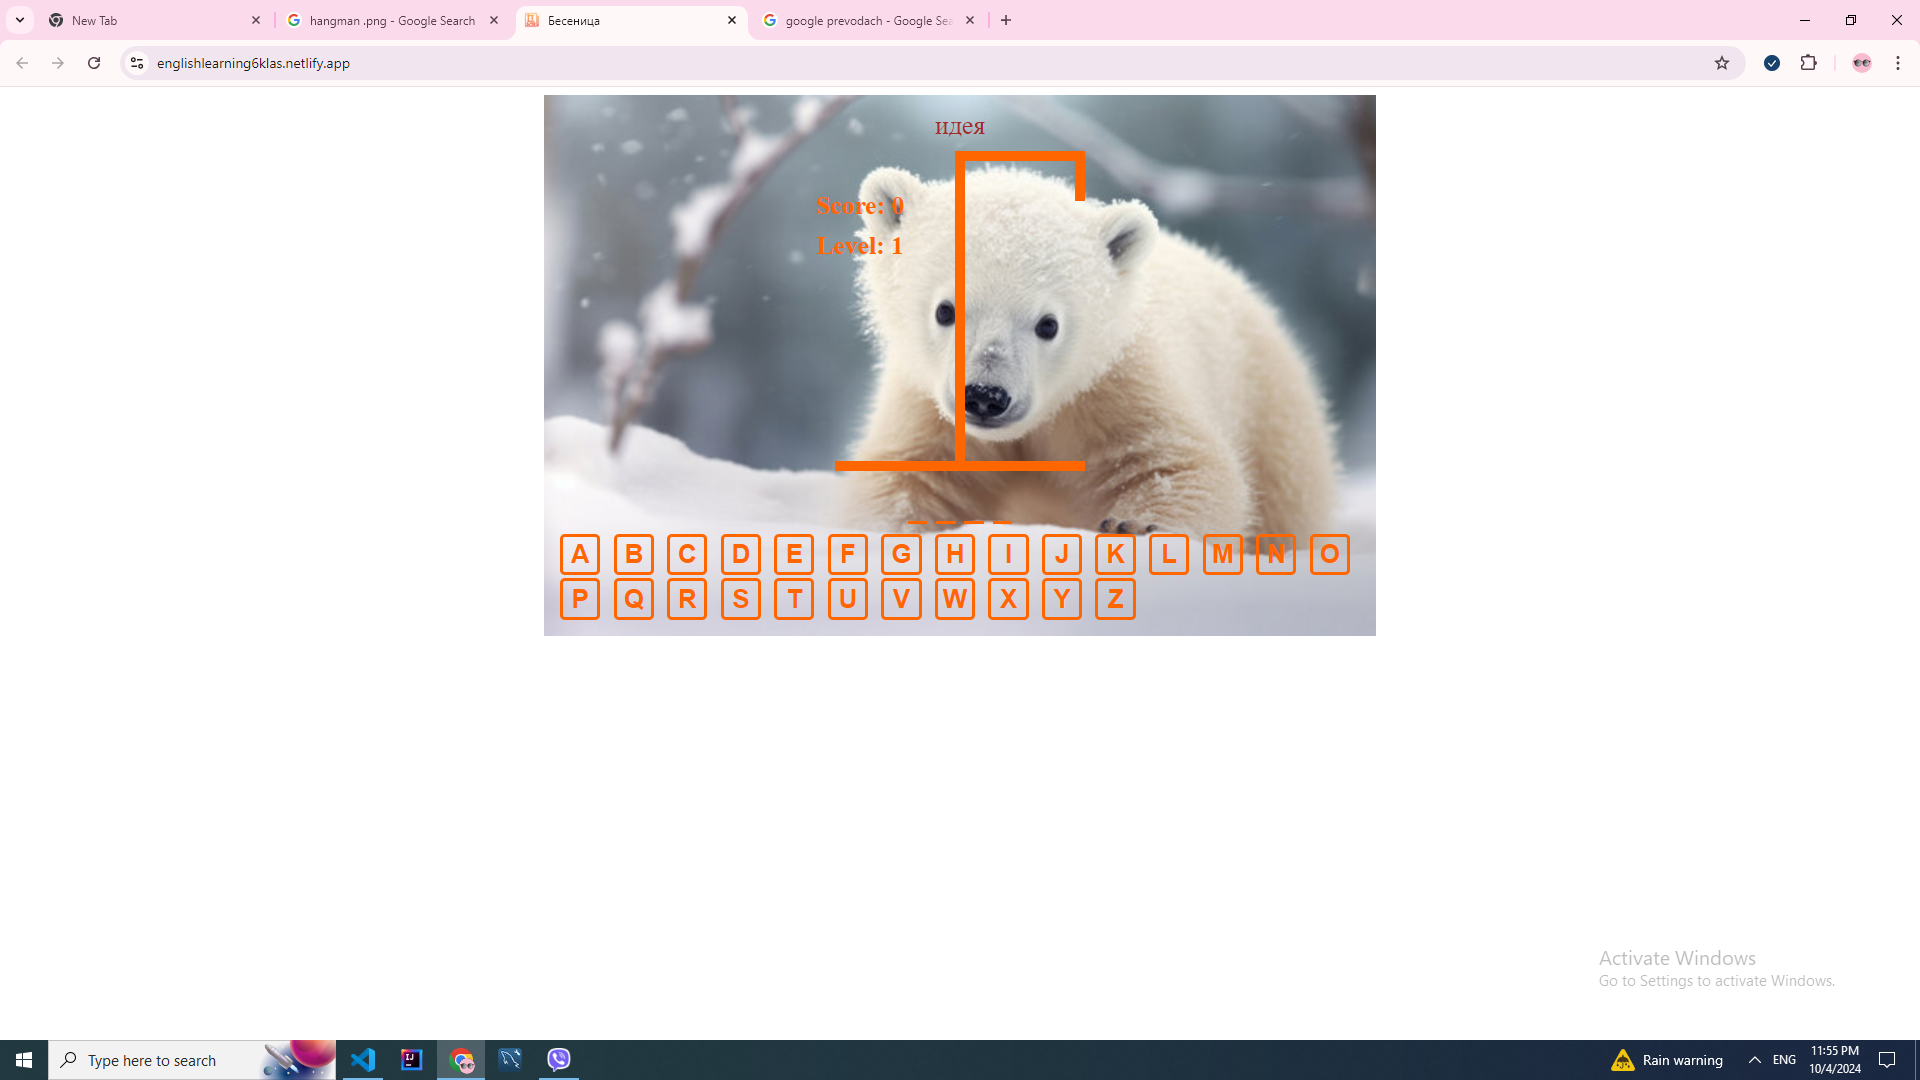 New Tab
hangman .png - Google Search
Бесеница
google prevodach - Google Sea
englishlearning6klas.netlify.app
идея
Score: 0
Level: 1
_ _ _ _
A B C D E F G H I J K L M N O
P Q R S T U V W X Y Z
Activate Windows
Go to Settings to activate Windows.
Type here to search
IJ
Rain warning
ENG
11:55 PM
10/4/2024